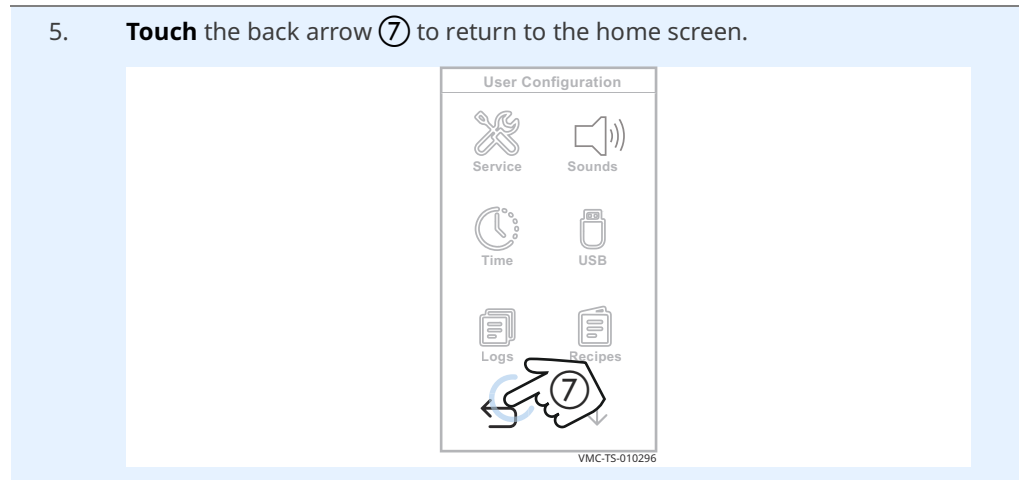 5. Touch the back arrow ⑦ to return to the home screen.
User Configuration
Service Sounds
Time USB
Logs Recipes
⑦
VMC-TS-010296